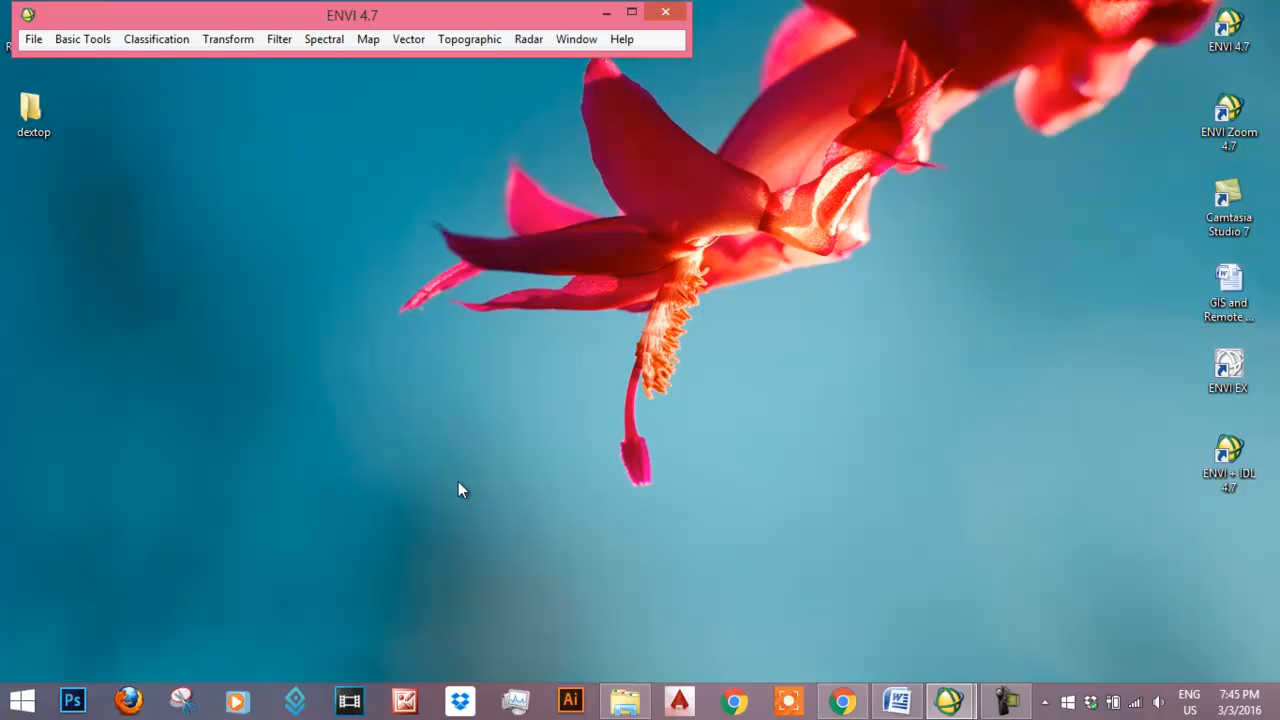 ENVI 4.7
File Basic Tools Classification Transform Filter Spectral Map Vector Topographic Radar Window Help
R
dextop
ENVI 4.7
ENVI Zoom
4.7
Camtasia
Studio 7
GIS and
Remote ...
ENVI EX
ENVI + IDL
4.7
Ps
Ai
ENG
US
7:45 PM
3/3/2016